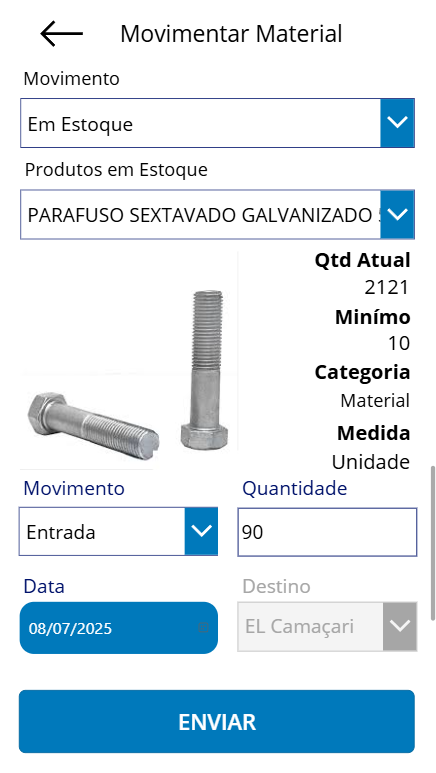 Movimentar Material
Movimento
Em Estoque
Produtos em Estoque
PARAFUSO SEXTAVADO GALVANIZADO
Qtd Atual
2121
Minímo
10
Categoria
Material
Medida
Unidade
Movimento
Quantidade
Entrada
90
Data
Destino
08/07/2025
EL Camaçari
ENVIAR